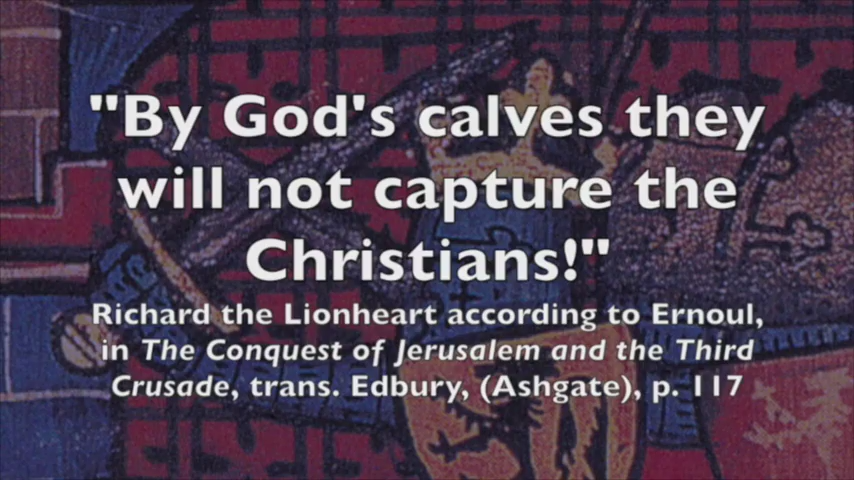 "By God's calves they
will not capture the
Christians!"
Richard the Lionheart according to Ernoul,
in The Conquest of Jerusalem and the Third
Crusade, trans. Edbury, (Ashgate), p. 117